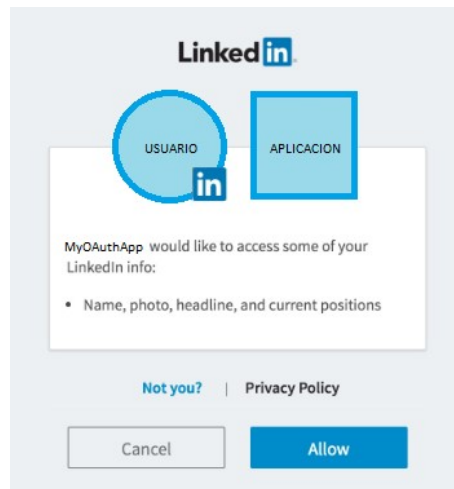 Linked in
USUARIO
APLICACION
in
MyOAuthApp would like to access some of your
LinkedIn info:
• Name, photo, headline, and current positions
Not you? | Privacy Policy
Cancel
Allow